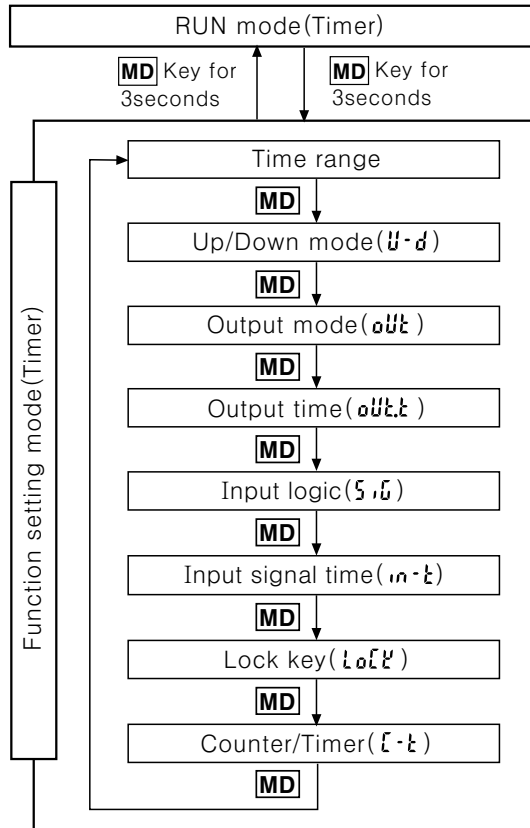 RUN mode(Timer)
MD Key for
3seconds
MD Key for
3seconds
Function setting mode(Timer)
Time range
MD
Up/Down mode(U-d)
MD
Output mode(oUt)
MD
Output time(oUt.t)
MD
Input logic(SiG)
MD
Input signal time(in-t)
MD
Lock key(LoCK)
MD
Counter/Timer(C-t)
MD